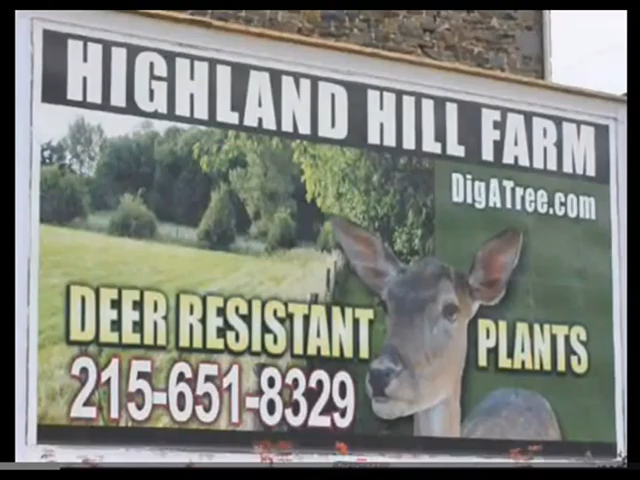 HIGHLAND HILL FARM
DigATree.com
DEER RESISTANT PLANTS
215-651-8329